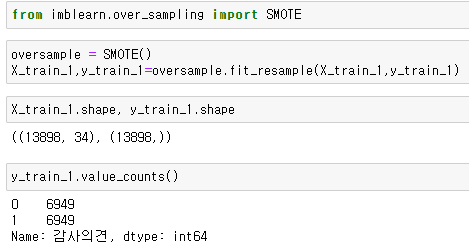 from imblearn.over_sampling import SMOTE
oversample = SMOTE()
X_train_1,y_train_1=oversample.fit_resample(X_train_1,y_train_1)
X_train_1.shape, y_train_1.shape
((13898, 34), (13898,))
y_train_1.value_counts()
0    6949
1    6949
Name: 감사의견, dtype: int64